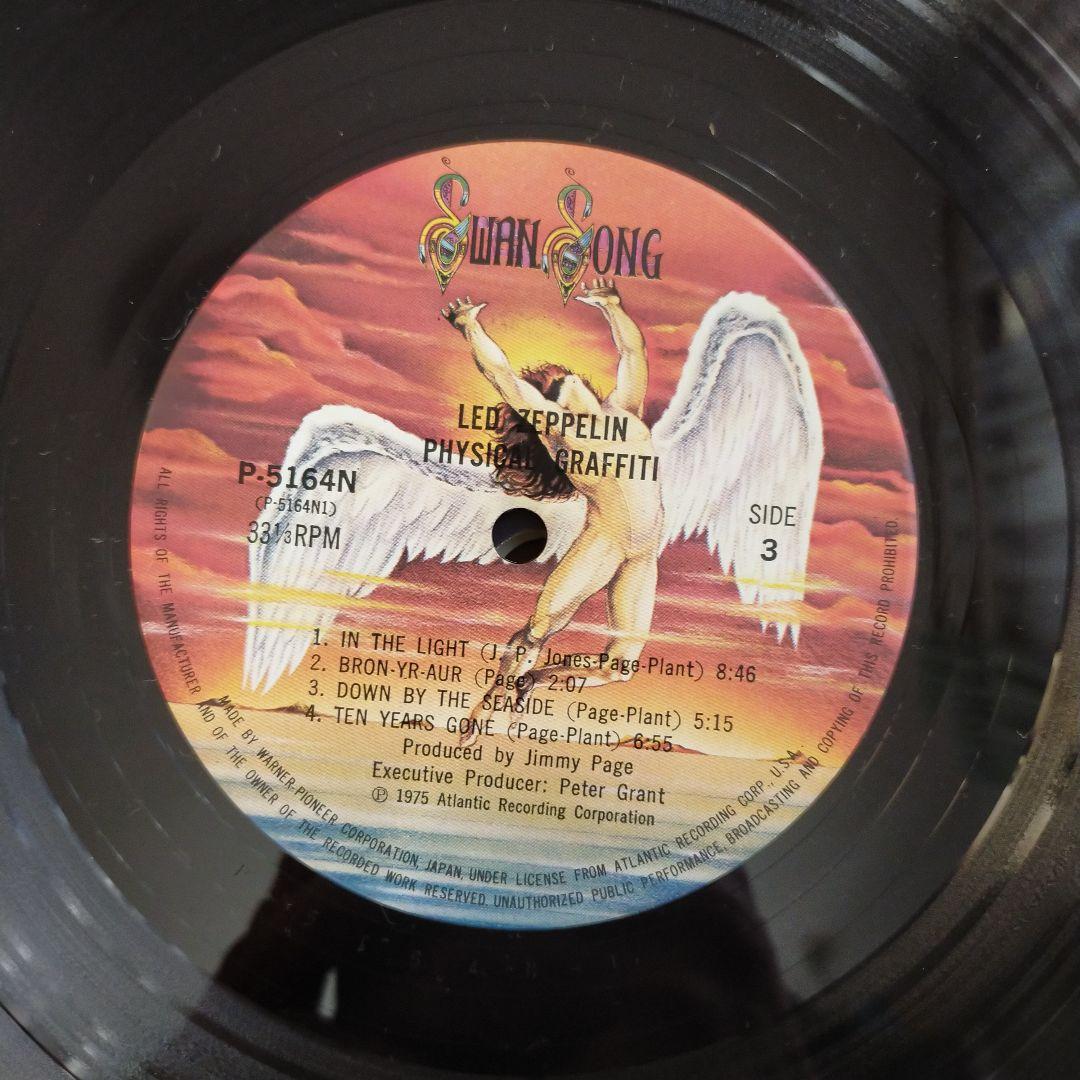 SWAN SONG
LED ZEPPELIN
PHYSICAL GRAFFITI
P-5164N
(P-5164N1)
33⅓RPM
SIDE
3
1. IN THE LIGHT (J. P. Jones-Page-Plant) 8:46
2. BRON-YR-AUR (Page) 2:07
3. DOWN BY THE SEASIDE (Page-Plant) 5:15
4. TEN YEARS GONE (Page-Plant) 6:55
Produced by Jimmy Page
Executive Producer: Peter Grant
Ⓟ 1975 Atlantic Recording Corporation
MADE BY WARNER-PIONEER CORPORATION, JAPAN, UNDER LICENSE FROM ATLANTIC RECORDING CORP., U.S.A.
ALL RIGHTS OF THE MANUFACTURER AND OF THE OWNER OF THE RECORDED WORK RESERVED. UNAUTHORIZED PUBLIC PERFORMANCE, BROADCASTING AND COPYING OF THIS RECORD PROHIBITED.